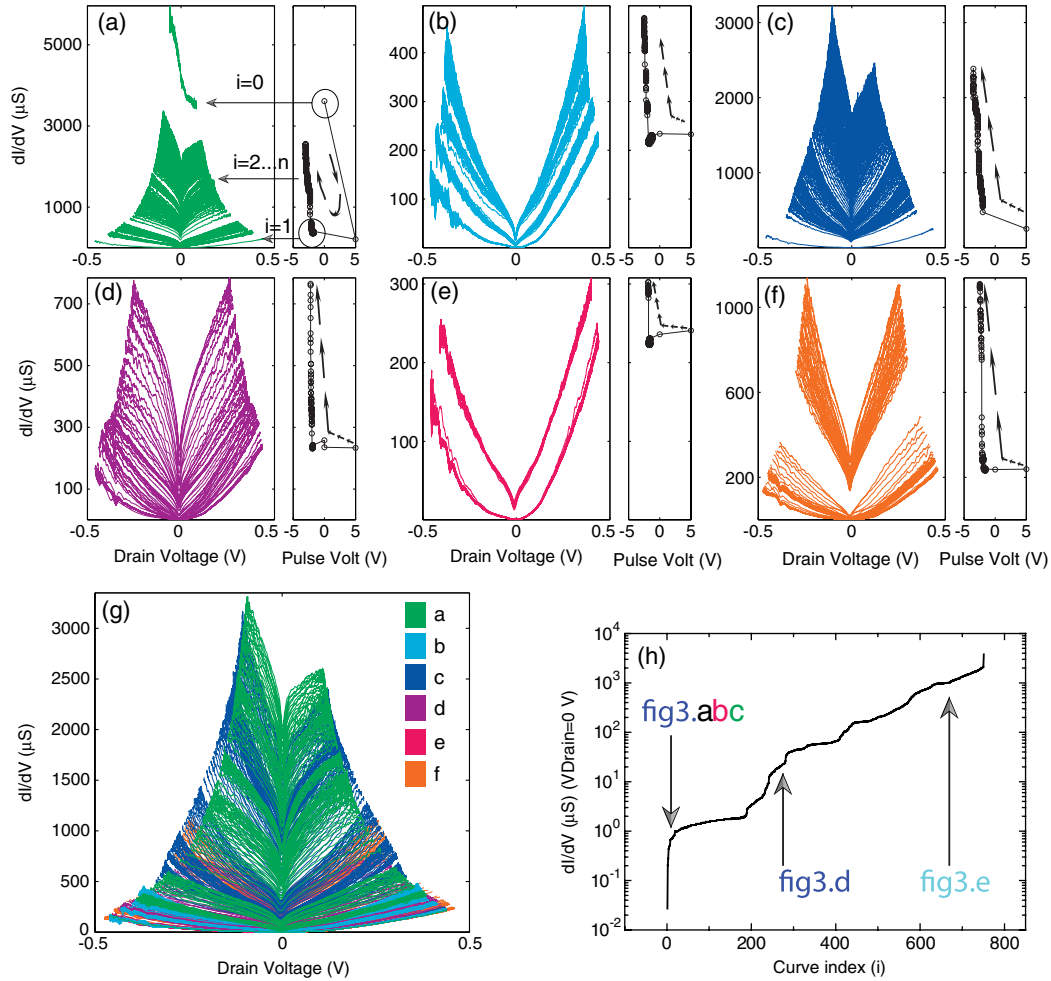 (a)
i=0
i=2...n
i=1
dI/dV (µS)
5000
3000
1000
-0.5
0
0.5
-5
0
5
(b)
400
300
200
100
-0.5
0
0.5
-5
0
5
(c)
3000
2000
1000
-0.5
0
0.5
-5
0
5
(d)
dI/dV (µS)
700
500
300
100
-0.5
0
0.5
-5
0
5
Drain Voltage (V)
Pulse Volt (V)
(e)
300
200
100
-0.5
0
0.5
-5
0
5
Drain Voltage (V)
Pulse Volt (V)
(f)
1000
600
200
-0.5
0
0.5
-5
0
5
Drain Voltage (V)
Pulse Volt (V)
(g)
a
b
c
d
e
f
dI/dV (µS)
3000
2500
2000
1500
1000
500
0
-0.5
0
0.5
Drain Voltage (V)
(h)
fig3.abc
fig3.d
fig3.e
dI/dV (µS) (VDrain=0 V)
10^4
10^3
10^2
10^1
10^0
10^-1
10^-2
0
200
400
600
800
Curve index (i)